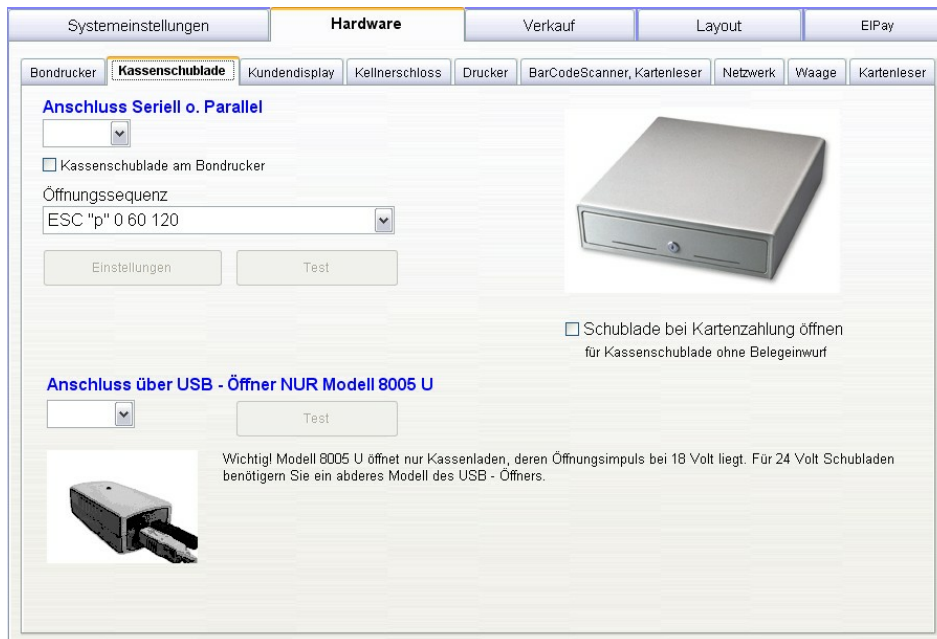 Systemeinstellungen Hardware Verkauf Layout ElPay
Bondrucker Kassenschublade Kundendisplay Kellnerschloss Drucker BarCodeScanner, Kartenleser Netzwerk Waage Kartenleser
Anschluss Seriell o. Parallel
Kassenschublade am Bondrucker
Öffnungssequenz
ESC "p" 0 60 120
Einstellungen Test
Schublade bei Kartenzahlung öffnen
für Kassenschublade ohne Belegeinwurf
Anschluss über USB - Öffner NUR Modell 8005 U
Test
Wichtig! Modell 8005 U öffnet nur Kassenladen, deren Öffnungsimpuls bei 18 Volt liegt. Für 24 Volt Schubladen
benötigern Sie ein abderes Modell des USB - Öffners.